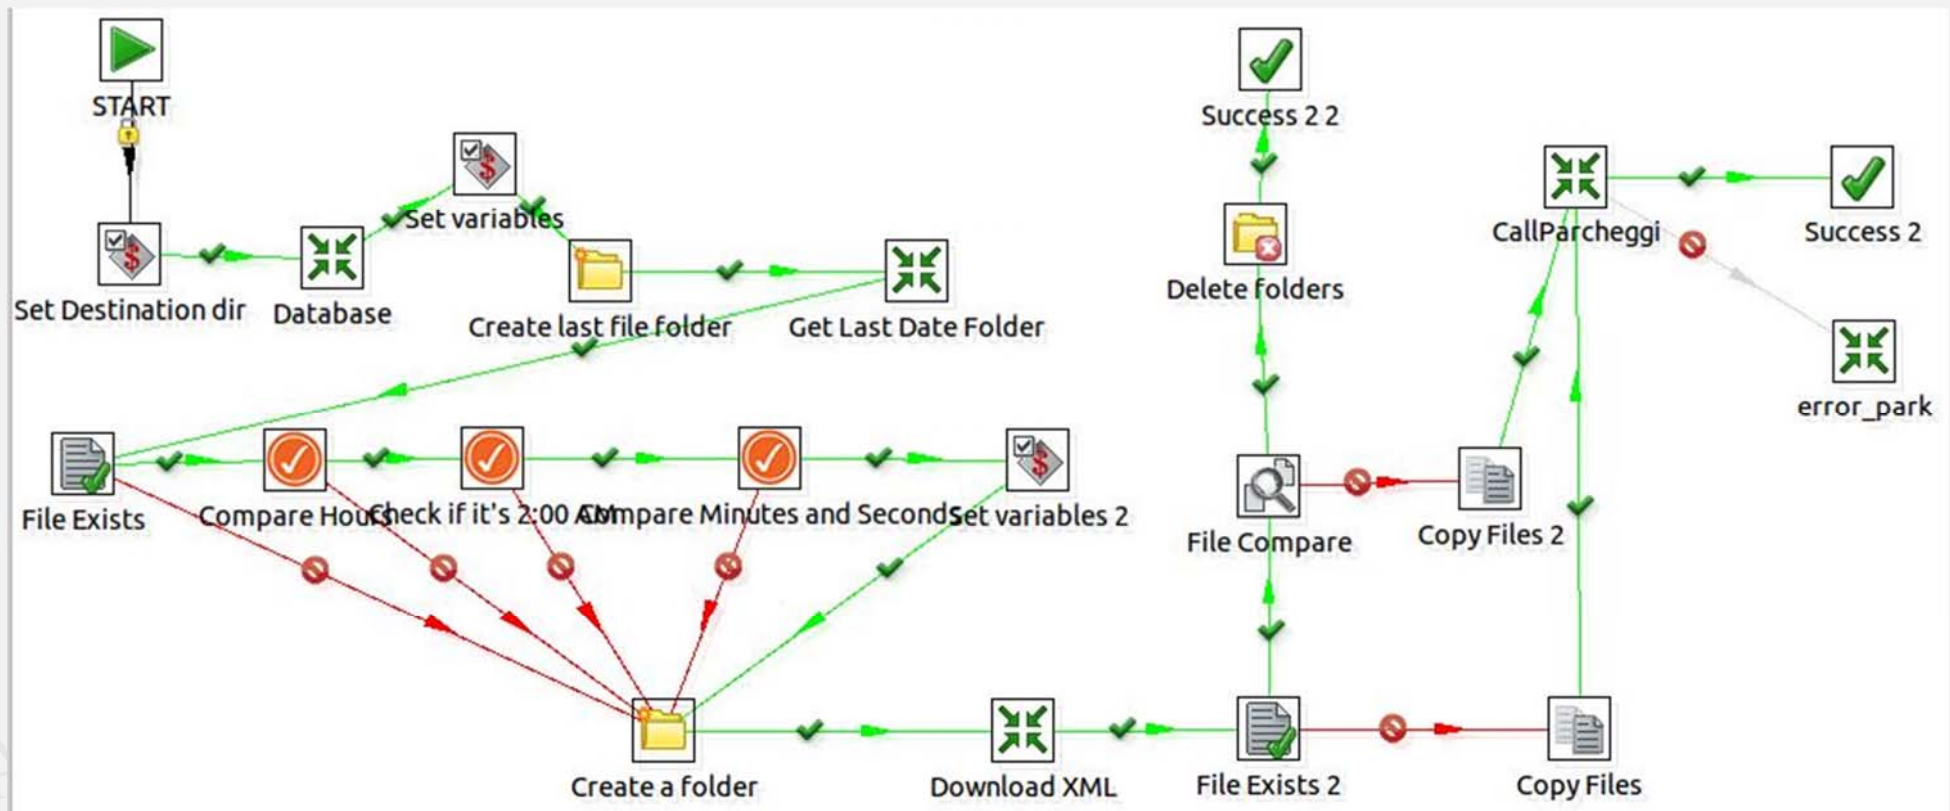 START
Set Destination dir
Database
Set variables
Create last file folder
Get Last Date Folder
File Exists
Compare Hours
Check if it's 2:00 AM
Compare Minutes and Seconds
Set variables 2
Create a folder
Download XML
File Exists 2
Copy Files
File Compare
Copy Files 2
Delete folders
Success 2 2
CallParcheggi
Success 2
error_park